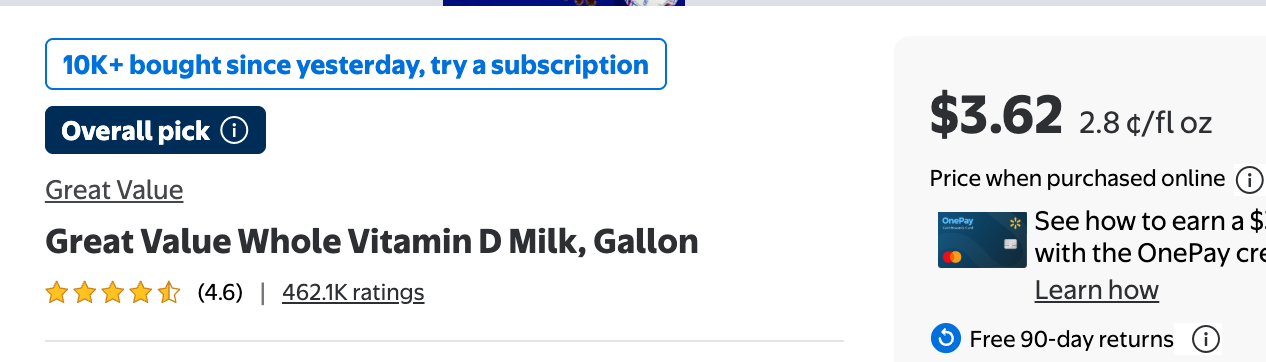 10K+ bought since yesterday, try a subscription
Overall pick
Great Value
Great Value Whole Vitamin D Milk, Gallon
(4.6) | 462.1K ratings
$3.62 2.8 ¢/fl oz
Price when purchased online
OnePay
See how to earn a $
with the OnePay cre
Learn how
Free 90-day returns